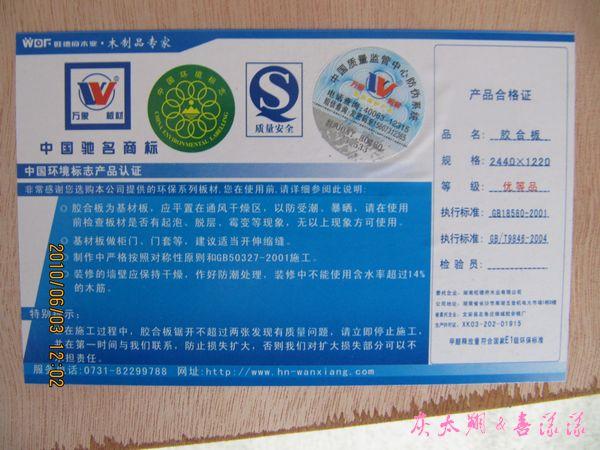 WDF 旺德府木业·木制品专家
万象 板材
中国环境标志
CHINA ENVIRONMENTAL LABELLING
S
质量安全
中国质量监管中心防伪系统
万象 板材
中国驰名商标
中国环境标志产品认证
非常感谢您选购本公司提供的环保系列板材,您在使用前,请详细参阅此说明:
胶合板为基材板，应平置在通风干燥区，以防受潮、暴晒，请在使用
前检查板材是否有起泡、脱层、霉变等现象，无以上现象方可使用。
基材板做柜门、门套等，建议适当开伸缩缝。
制作中严格按照对称性原则和GB50327-2001施工。
装修的墙壁应保持干燥，作好防潮处理，装修中不能使用含水率超过14%
的木筋。
特别提示:
在施工过程中，胶合板锯开不超过两张发现有质量问题，请立即停止施工，
在第一时间与我们联系，防止损失扩大，否则我们对扩大损失部分可以不
担责任。
服务电话:0731-82299788 网址:http://www.hn-wanxiang.com
产品合格证
品名: 胶合板
规格: 2440×1220
等级: 优等品
执行标准: GB18580-2001
执行标准: GB/T9846-2004
检验员:
生产许可证: XK03-202-01915
甲醛释放量符合国家E1级环保标准
2010/06/03 12:02
灰太翔&喜漾漾